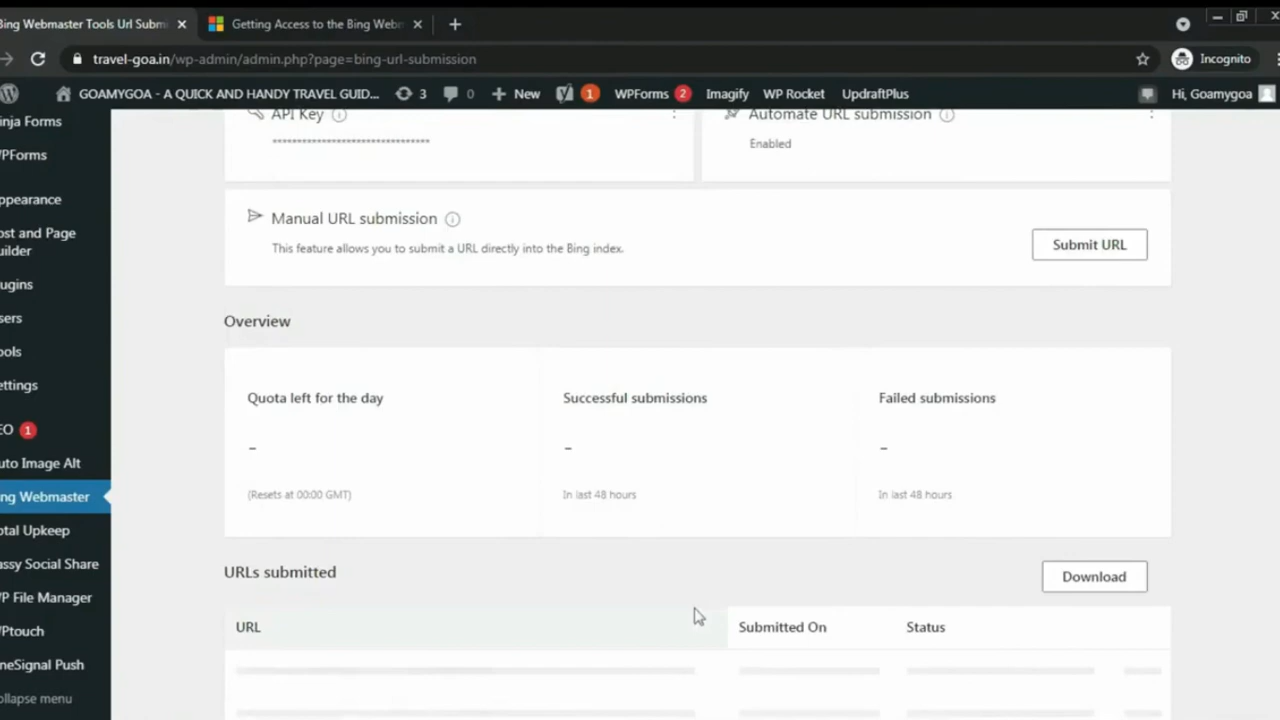 Bing Webmaster Tools Url Subm
Getting Access to the Bing Webm
travel-goa.in/wp-admin/admin.php?page=bing-url-submission
Incognito
GOAMYGOA - A QUICK AND HANDY TRAVEL GUID...
3
0
New
1
WPForms
2
Imagify
WP Rocket
UpdraftPlus
Hi, Goamygoa
inja Forms
PForms
ppearance
ost and Page
uilder
ugins
sers
ols
ettings
EO 1
uto Image Alt
ng Webmaster
otal Upkeep
assy Social Share
P File Manager
Ptouch
neSignal Push
ollapse menu
API Key
Automate URL submission
********************************
Enabled
Manual URL submission
This feature allows you to submit a URL directly into the Bing index.
Submit URL
Overview
Quota left for the day
Successful submissions
Failed submissions
-
-
-
(Resets at 00:00 GMT)
In last 48 hours
In last 48 hours
URLs submitted
Download
URL
Submitted On
Status